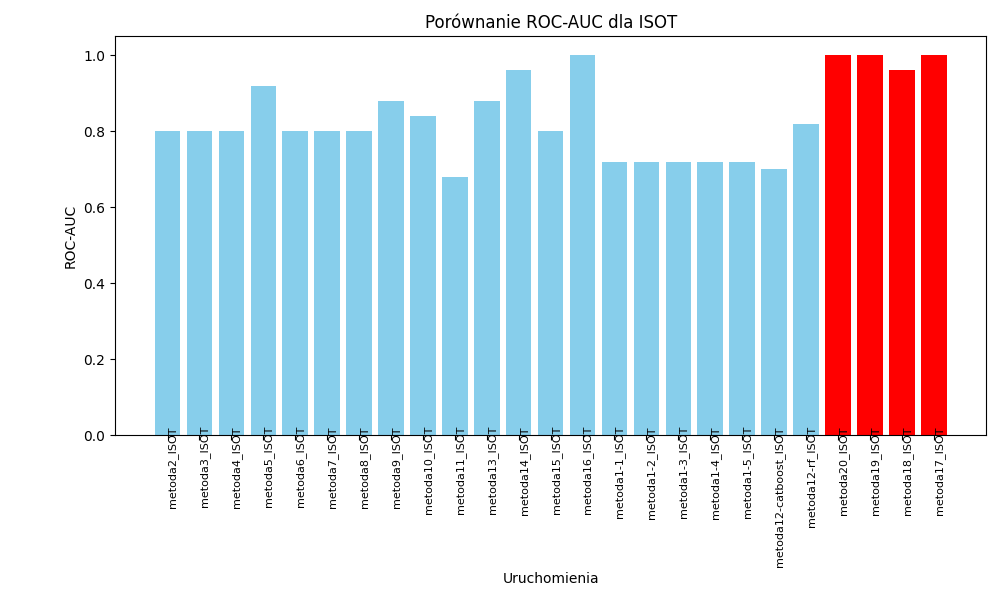 Porównanie ROC-AUC dla ISOT
ROC-AUC
1.0
0.8
0.6
0.4
0.2
0.0
metoda2_ISOT
metoda3_ISOT
metoda4_ISOT
metoda5_ISOT
metoda6_ISOT
metoda7_ISOT
metoda8_ISOT
metoda9_ISOT
metoda10_ISOT
metoda11_ISOT
metoda13_ISOT
metoda14_ISOT
metoda15_ISOT
metoda16_ISOT
metoda1-1_ISOT
metoda1-2_ISOT
metoda1-3_ISOT
metoda1-4_ISOT
metoda1-5_ISOT
metoda12-catboost_ISOT
metoda12-rf_ISOT
metoda20_ISOT
metoda19_ISOT
metoda18_ISOT
metoda17_ISOT
Uruchomienia